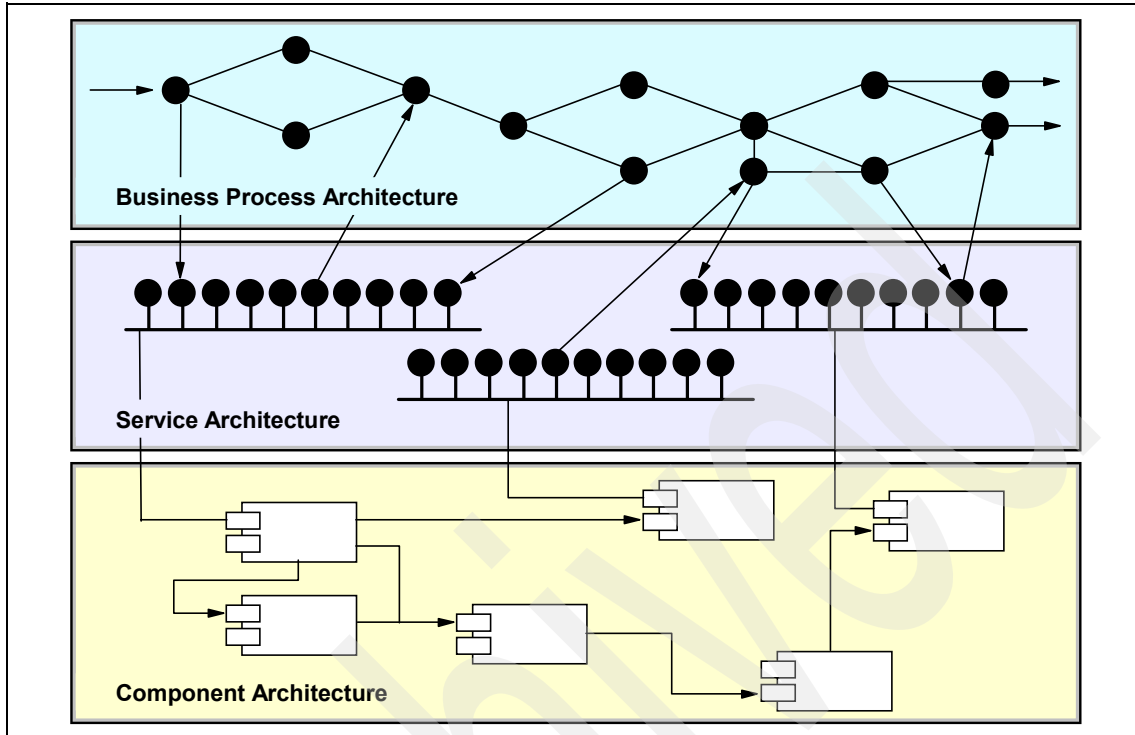 Business Process Architecture
Service Architecture
Component Architecture